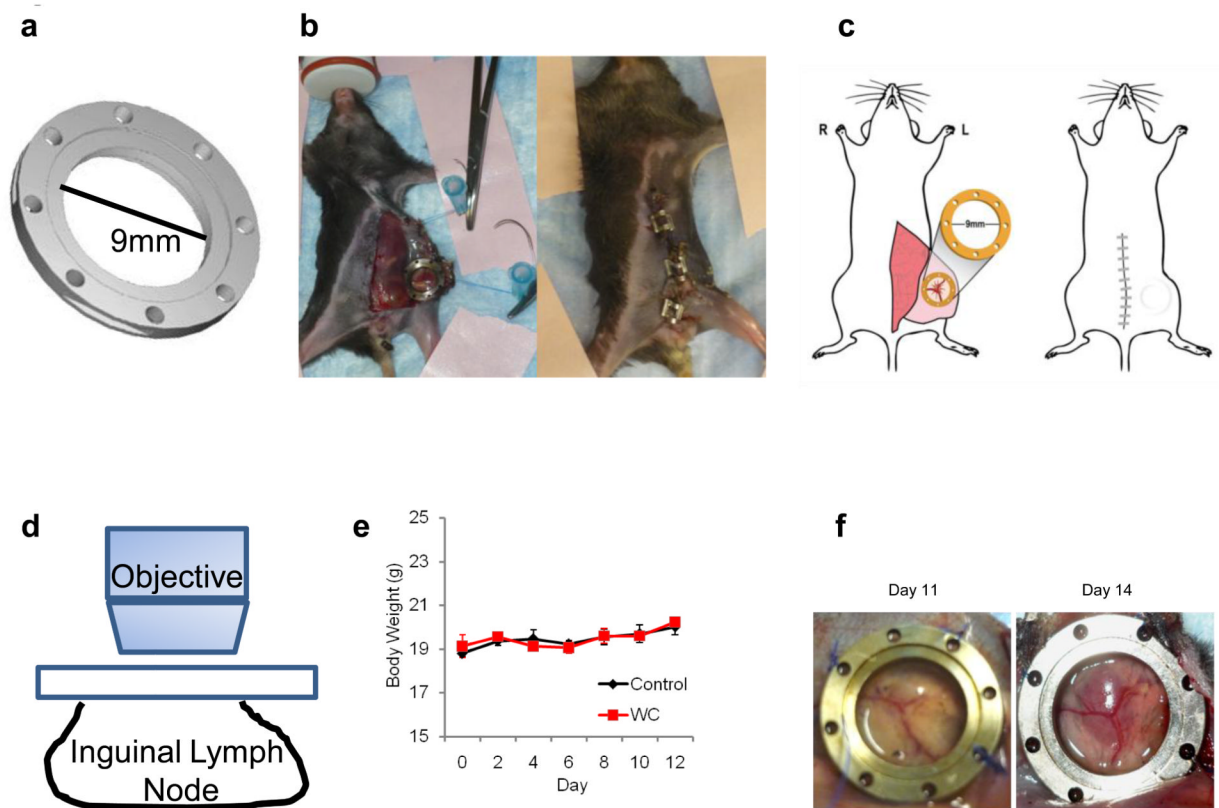 a
9mm
b
c
R
L
9mm
d
Objective
Inguinal Lymph
Node
e
Body Weight (g)
25
23
21
19
17
15
0 2 4 6 8 10 12
Day
Control
WC
f
Day 11
Day 14